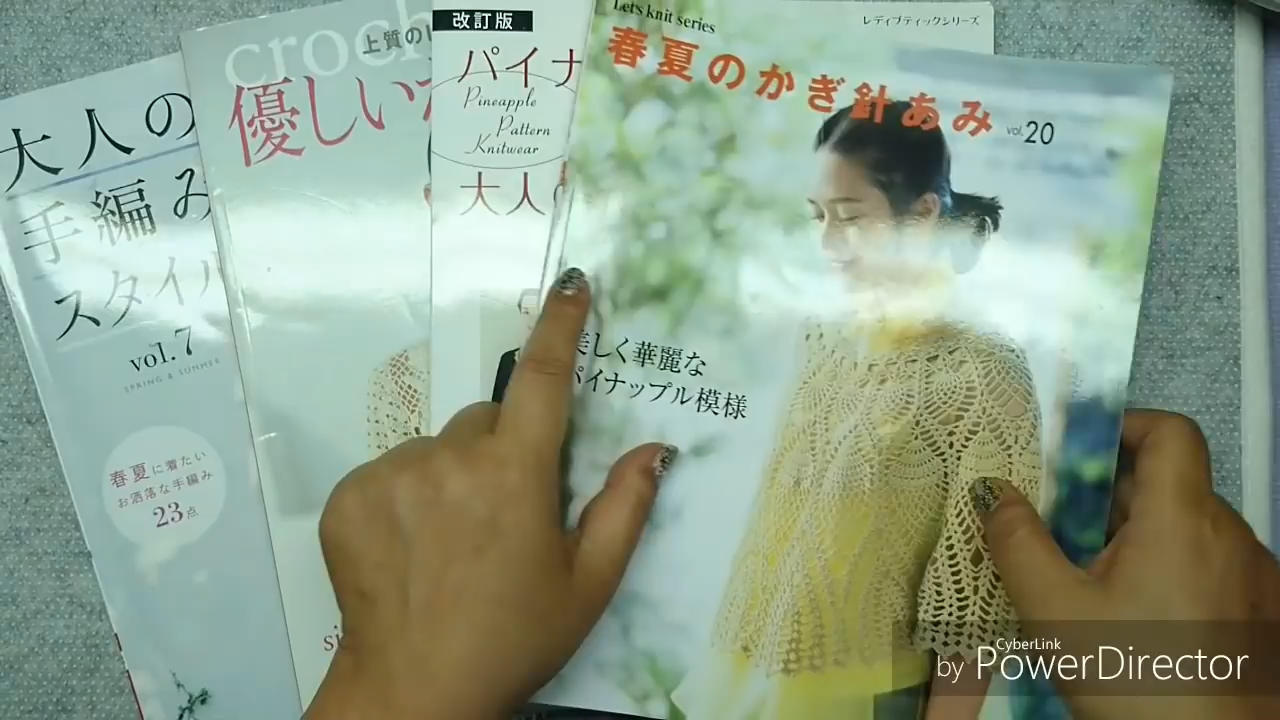 大人の
手編み
スタイル
vol.7
SPRING & SUMMER
春夏に着たい
お洒落な手編み
23点
croch
上質の
優しい
改訂版
パイナ
Pineapple
Pattern
Knitwear
大人
Let's knit series
レディブティックシリーズ
春夏のかぎ針あみ
vol.20
美しく華麗な
パイナップル模様
CyberLink
by PowerDirector